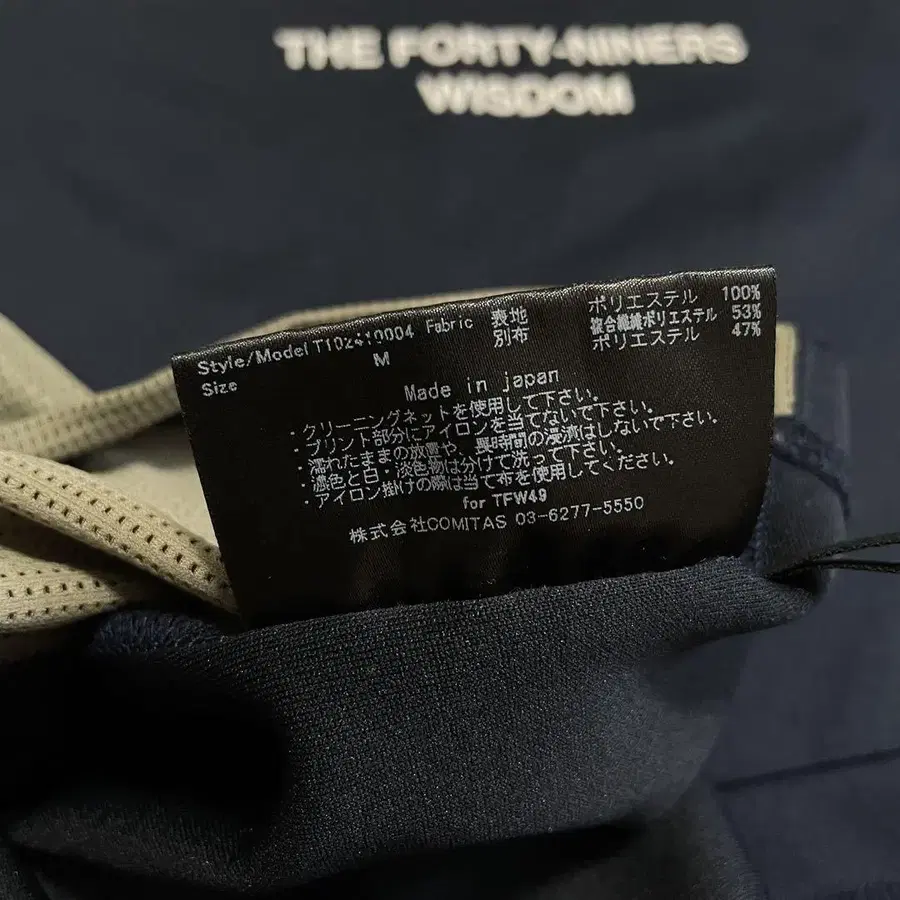 THE FORTY-NINERS
WISDOM
Style/Model T102410004 Fabric 表地 ポリエステル 100%
別布 複合繊維ポリエステル 53%
ポリエステル 47%
Size M
Made in japan
・クリーニングネットを使用して下さい。
・プリント部分にアイロンを当てないで下さい。
・濡れたままの放置や、長時間の浸漬はしないで下さい。
・濃色と白・淡色物は分けて洗って下さい。
・アイロン掛けの際は当て布を使用してください。
for TFW49
株式会社COMITAS 03-6277-5550